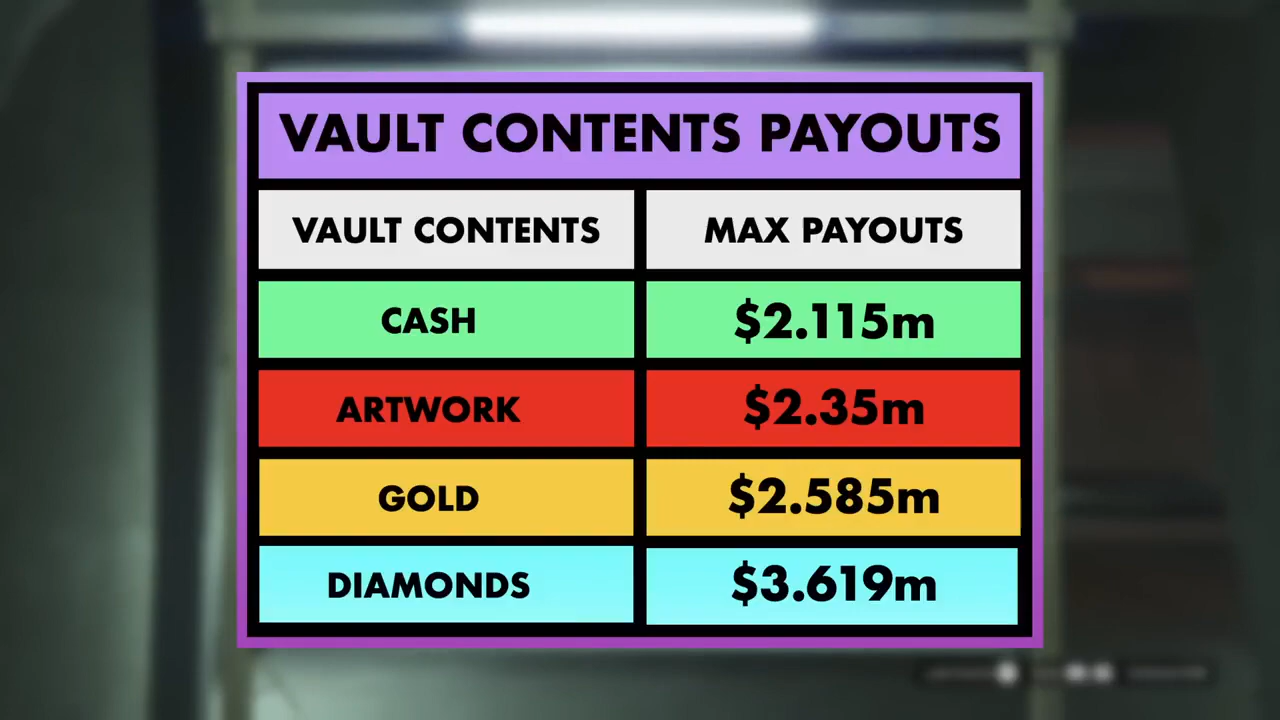 VAULT CONTENTS PAYOUTS
VAULT CONTENTS MAX PAYOUTS
CASH $2.115m
ARTWORK $2.35m
GOLD $2.585m
DIAMONDS $3.619m